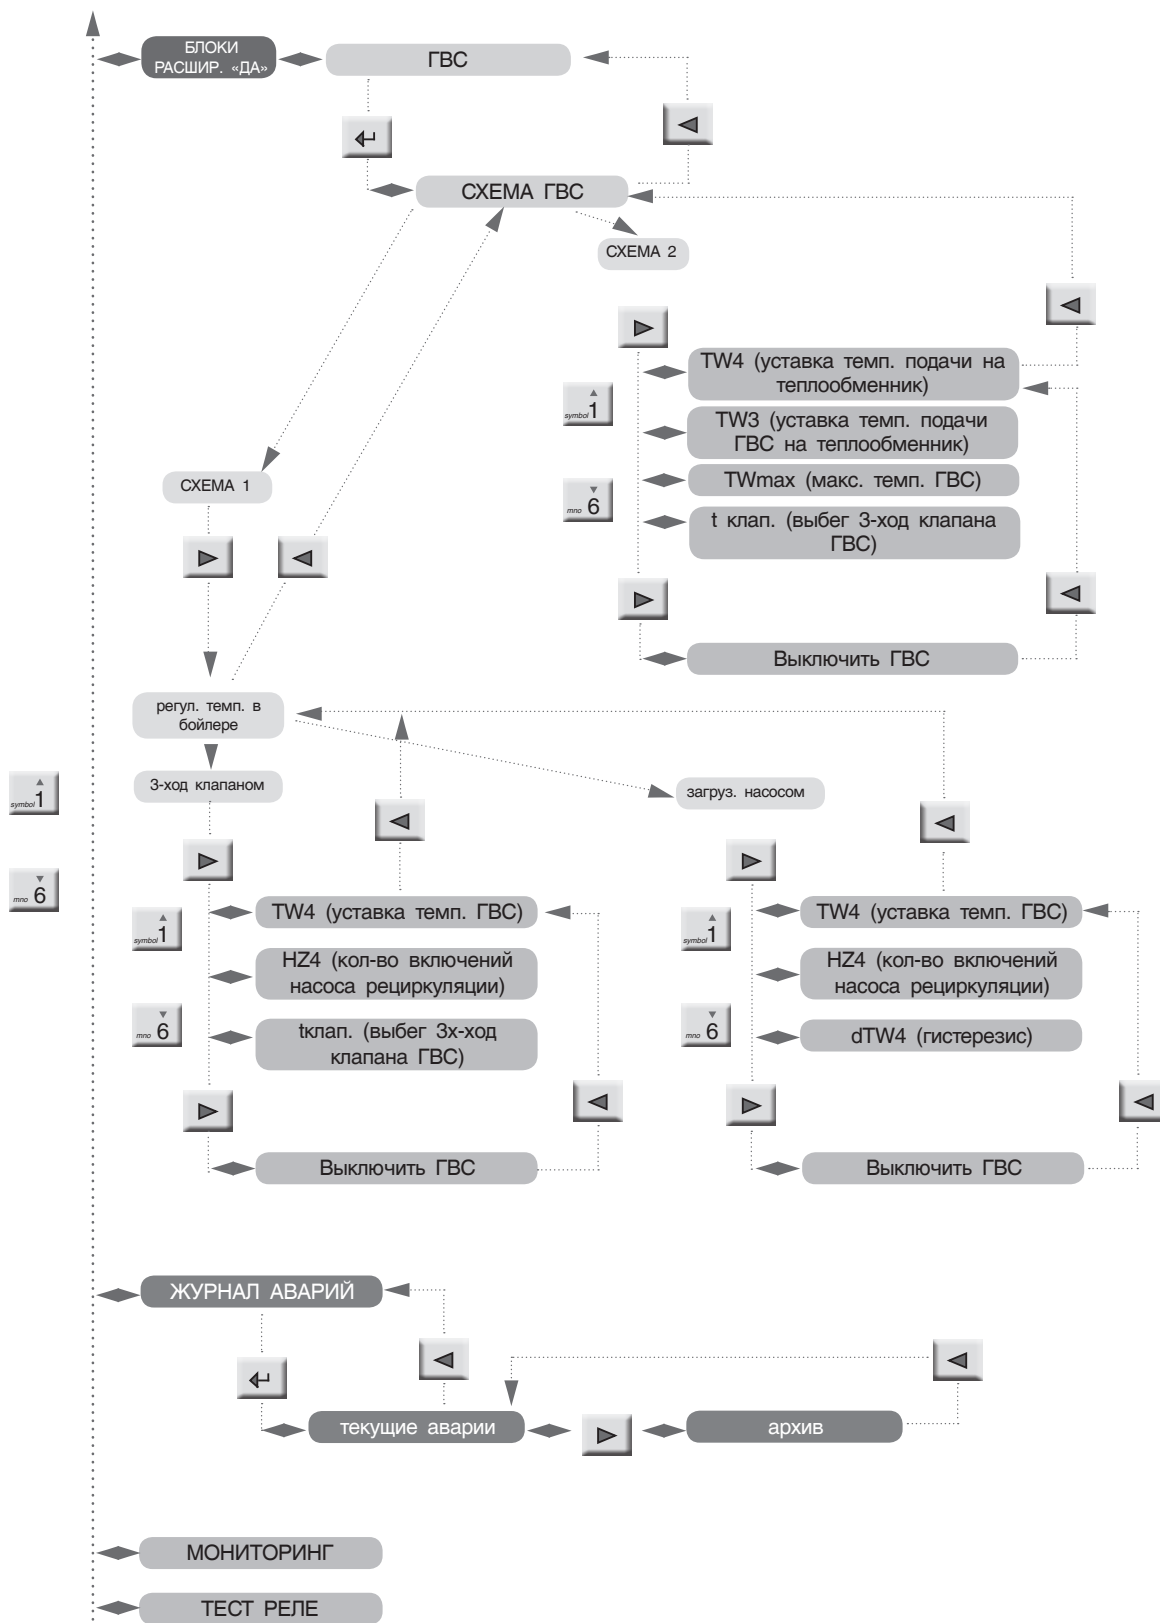 БЛОКИ
РАСШИР. «ДА»
ГВС
СХЕМА ГВС
СХЕМА 2
TW4 (уставка темп. подачи на
теплообменник)
symbol 1
TW3 (уставка темп. подачи
ГВС на теплообменник)
СХЕМА 1
TWmax (макс. темп. ГВС)
mno 6
t клап. (выбег 3-ход клапана
ГВС)
Выключить ГВС
регул. темп. в
бойлере
3-ход клапаном
загруз. насосом
symbol 1
mno 6
TW4 (уставка темп. ГВС)
symbol 1
HZ4 (кол-во включений
насоса рециркуляции)
mno 6
tклап. (выбег 3х-ход
клапана ГВС)
Выключить ГВС
TW4 (уставка темп. ГВС)
symbol 1
HZ4 (кол-во включений
насоса рециркуляции)
mno 6
dTW4 (гистерезис)
Выключить ГВС
ЖУРНАЛ АВАРИЙ
текущие аварии
архив
МОНИТОРИНГ
ТЕСТ РЕЛЕ